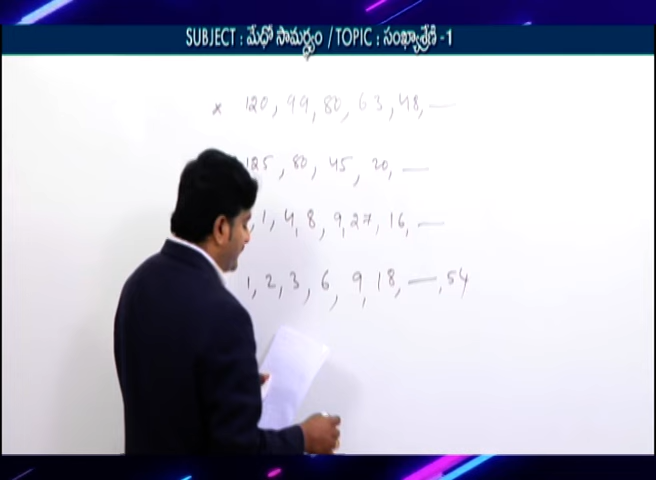 SUBJECT : మేధో సామర్థ్యం / TOPIC : సంఖ్యాశ్రేణి -1
* 120, 99, 80, 63, 48, —
125, 80, 45, 20, —
, 1, 4, 8, 9, 27, 16, —
1, 2, 3, 6, 9, 18, —, 54